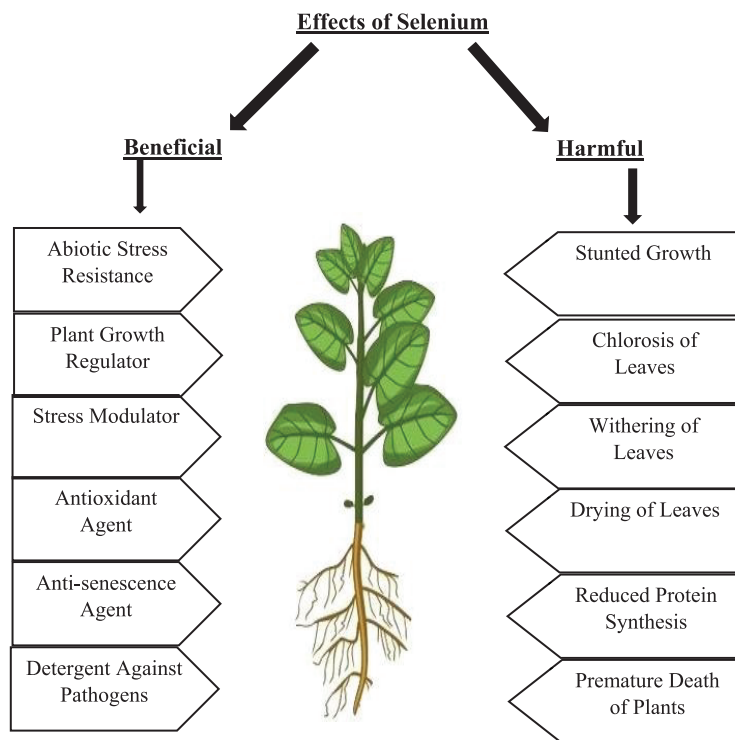 Effects of Selenium
Beneficial
Abiotic Stress
Resistance
Plant Growth
Regulator
Stress Modulator
Antioxidant
Agent
Anti-senescence
Agent
Detergent Against
Pathogens
Harmful
Stunted Growth
Chlorosis of
Leaves
Withering of
Leaves
Drying of Leaves
Reduced Protein
Synthesis
Premature Death
of Plants